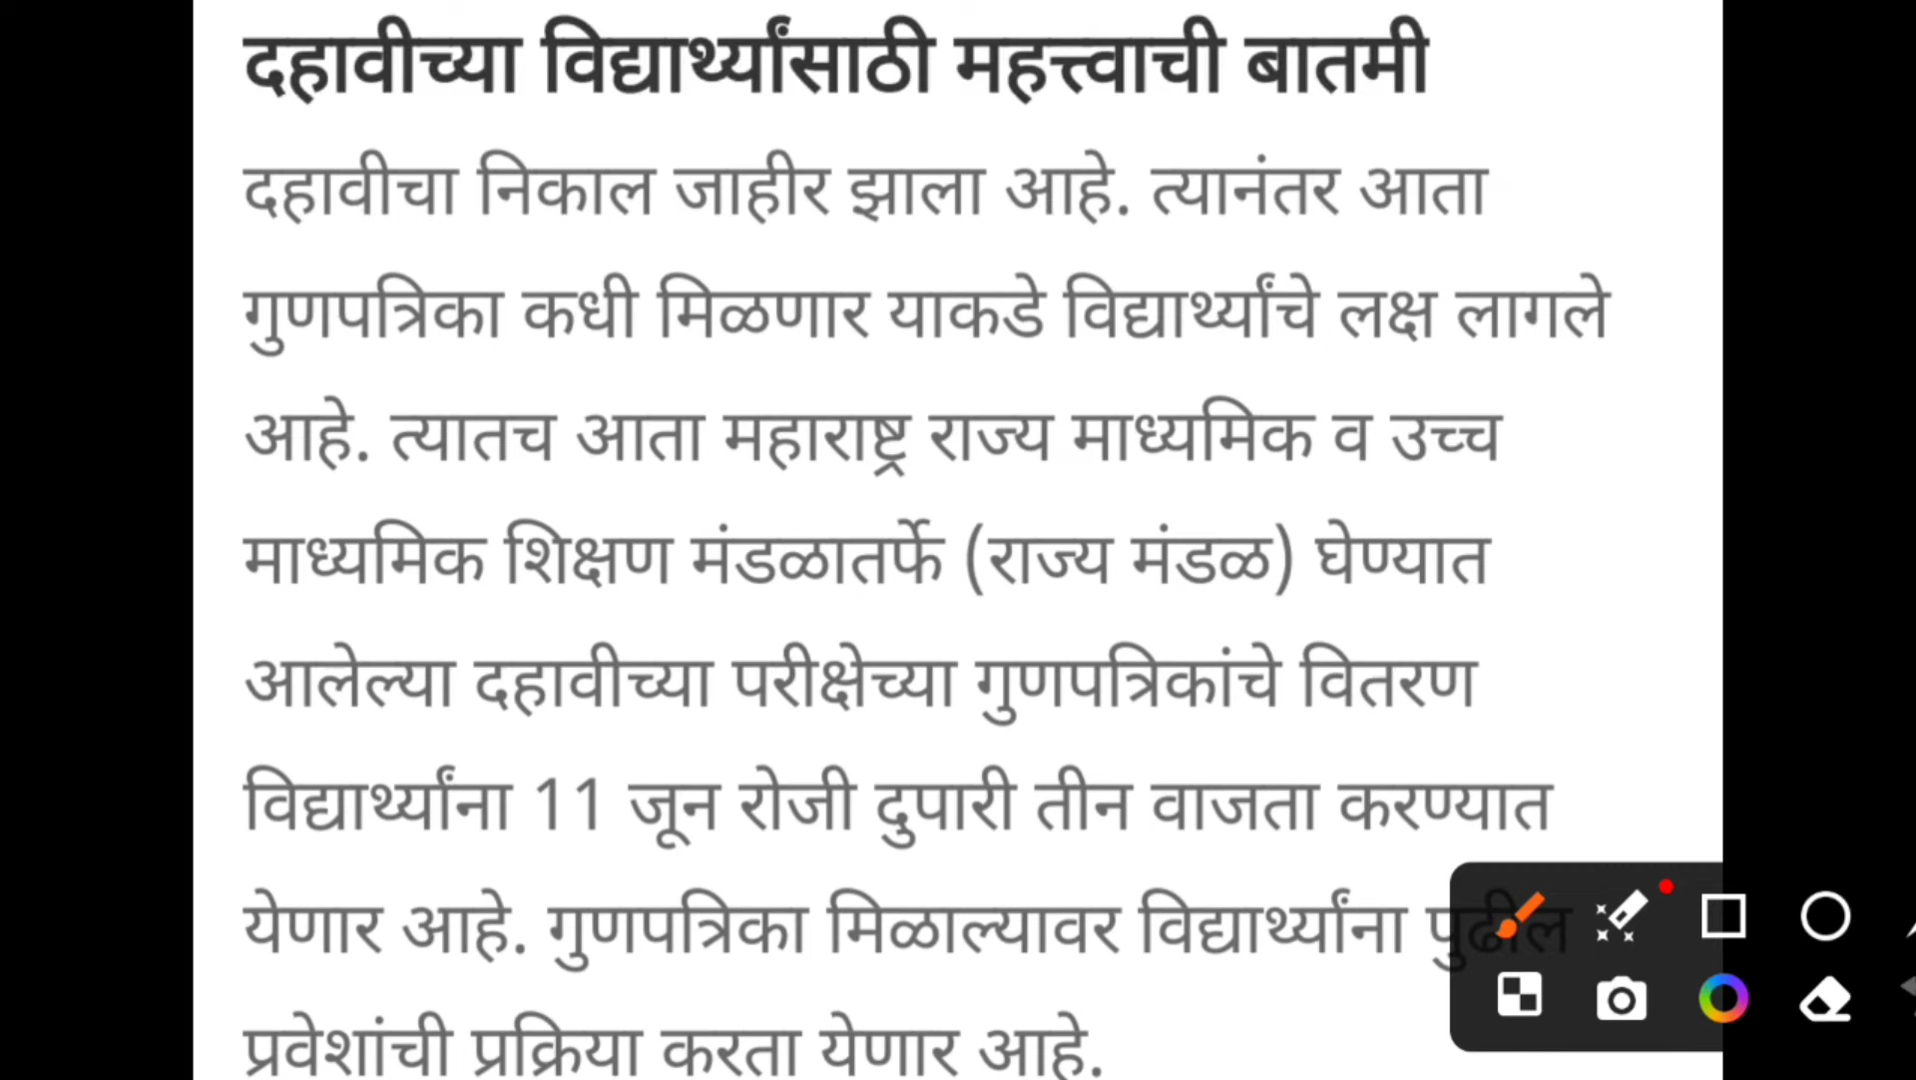 दहावीच्या विद्यार्थ्यांसाठी महत्त्वाची बातमी
दहावीचा निकाल जाहीर झाला आहे. त्यानंतर आता
गुणपत्रिका कधी मिळणार याकडे विद्यार्थ्यांचे लक्ष लागले
आहे. त्यातच आता महाराष्ट्र राज्य माध्यमिक व उच्च
माध्यमिक शिक्षण मंडळातर्फे (राज्य मंडळ) घेण्यात
आलेल्या दहावीच्या परीक्षेच्या गुणपत्रिकांचे वितरण
विद्यार्थ्यांना 11 जून रोजी दुपारी तीन वाजता करण्यात
येणार आहे. गुणपत्रिका मिळाल्यावर विद्यार्थ्यांना पुढील
प्रवेशांची प्रक्रिया करता येणार आहे.